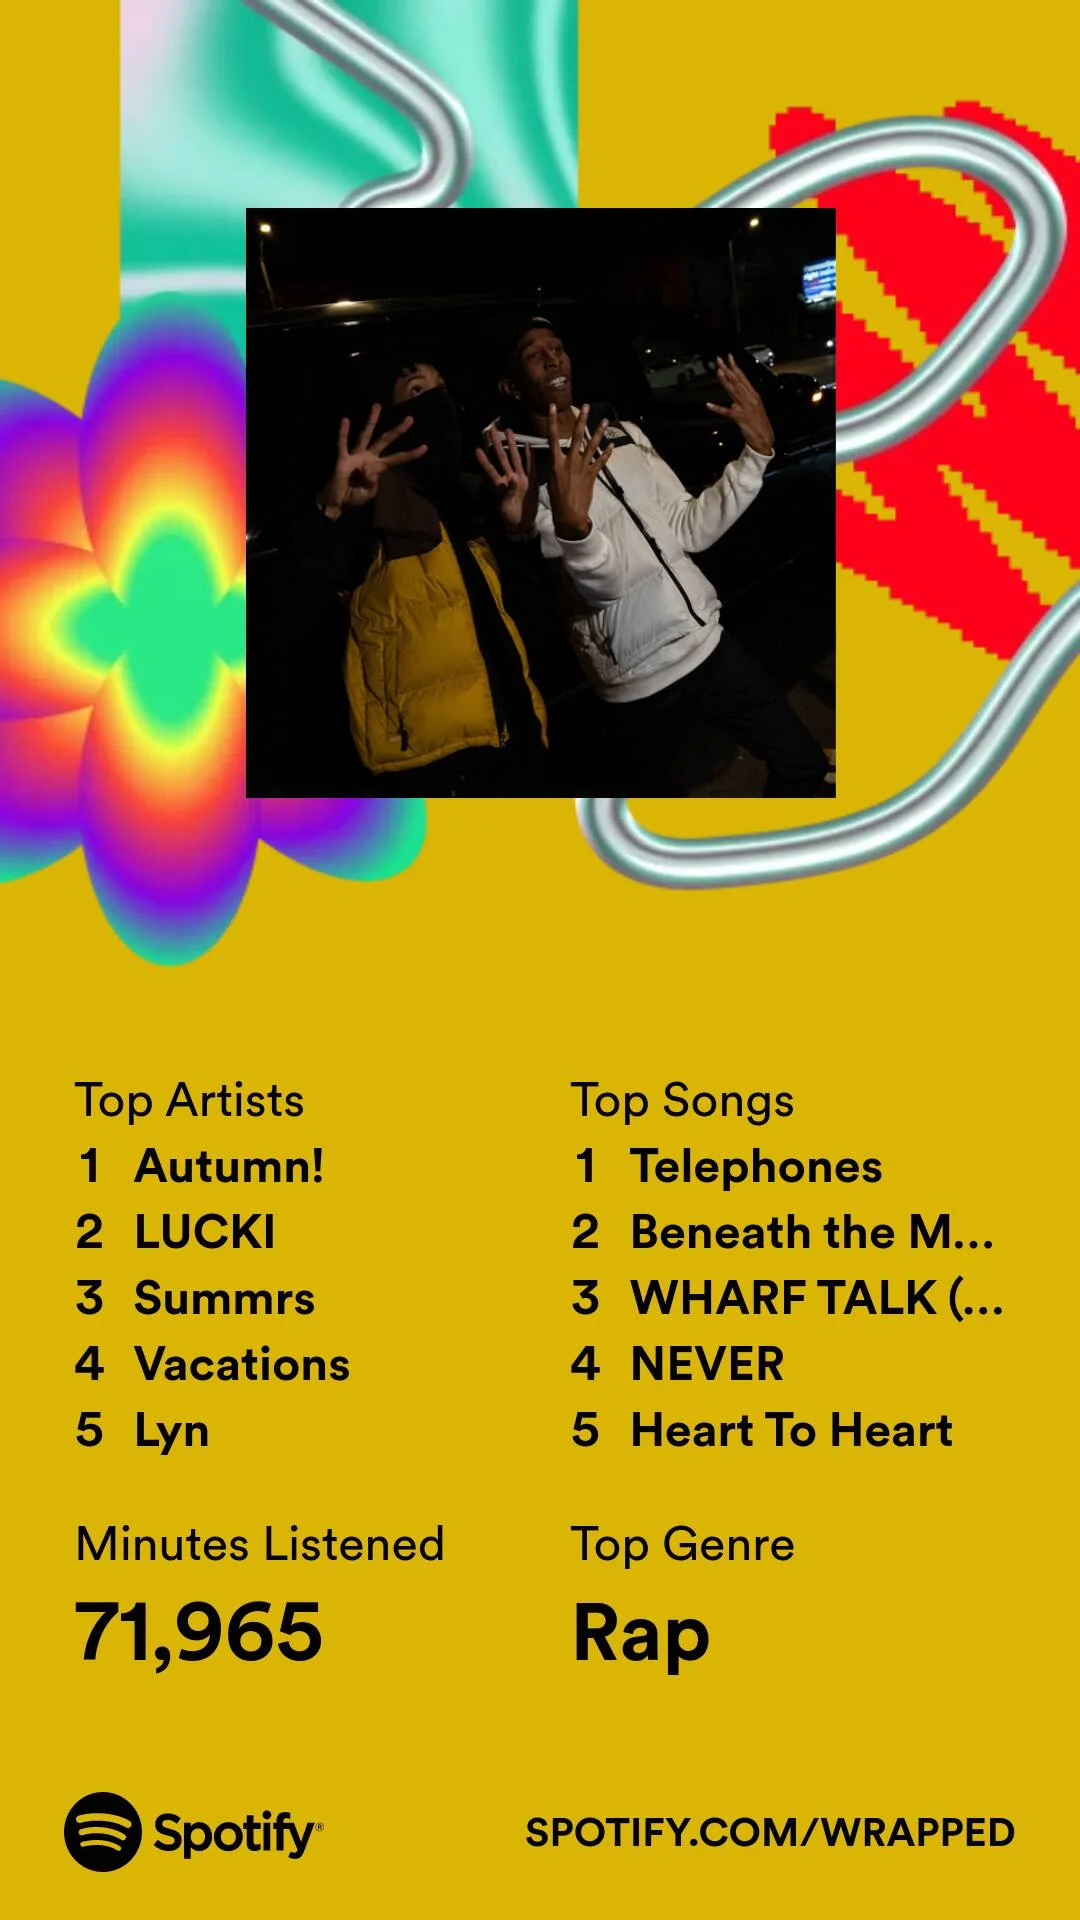 Top Artists
1 Autumn!
2 LUCKI
3 Summrs
4 Vacations
5 Lyn
Top Songs
1 Telephones
2 Beneath the M...
3 WHARF TALK (...
4 NEVER
5 Heart To Heart
Minutes Listened
71,965
Top Genre
Rap
Spotify®
SPOTIFY.COM/WRAPPED